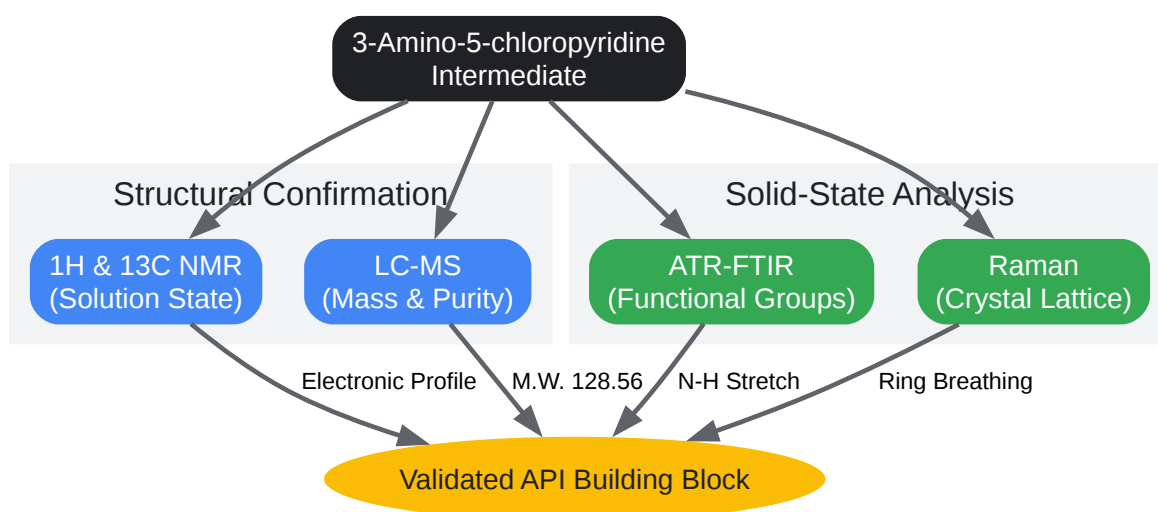 3-Amino-5-chloropyridine
Intermediate
Structural Confirmation
Solid-State Analysis
1H & 13C NMR
(Solution State)
LC-MS
(Mass & Purity)
ATR-FTIR
(Functional Groups)
Raman
(Crystal Lattice)
Electronic Profile
M.W. 128.56
N-H Stretch
Ring Breathing
Validated API Building Block